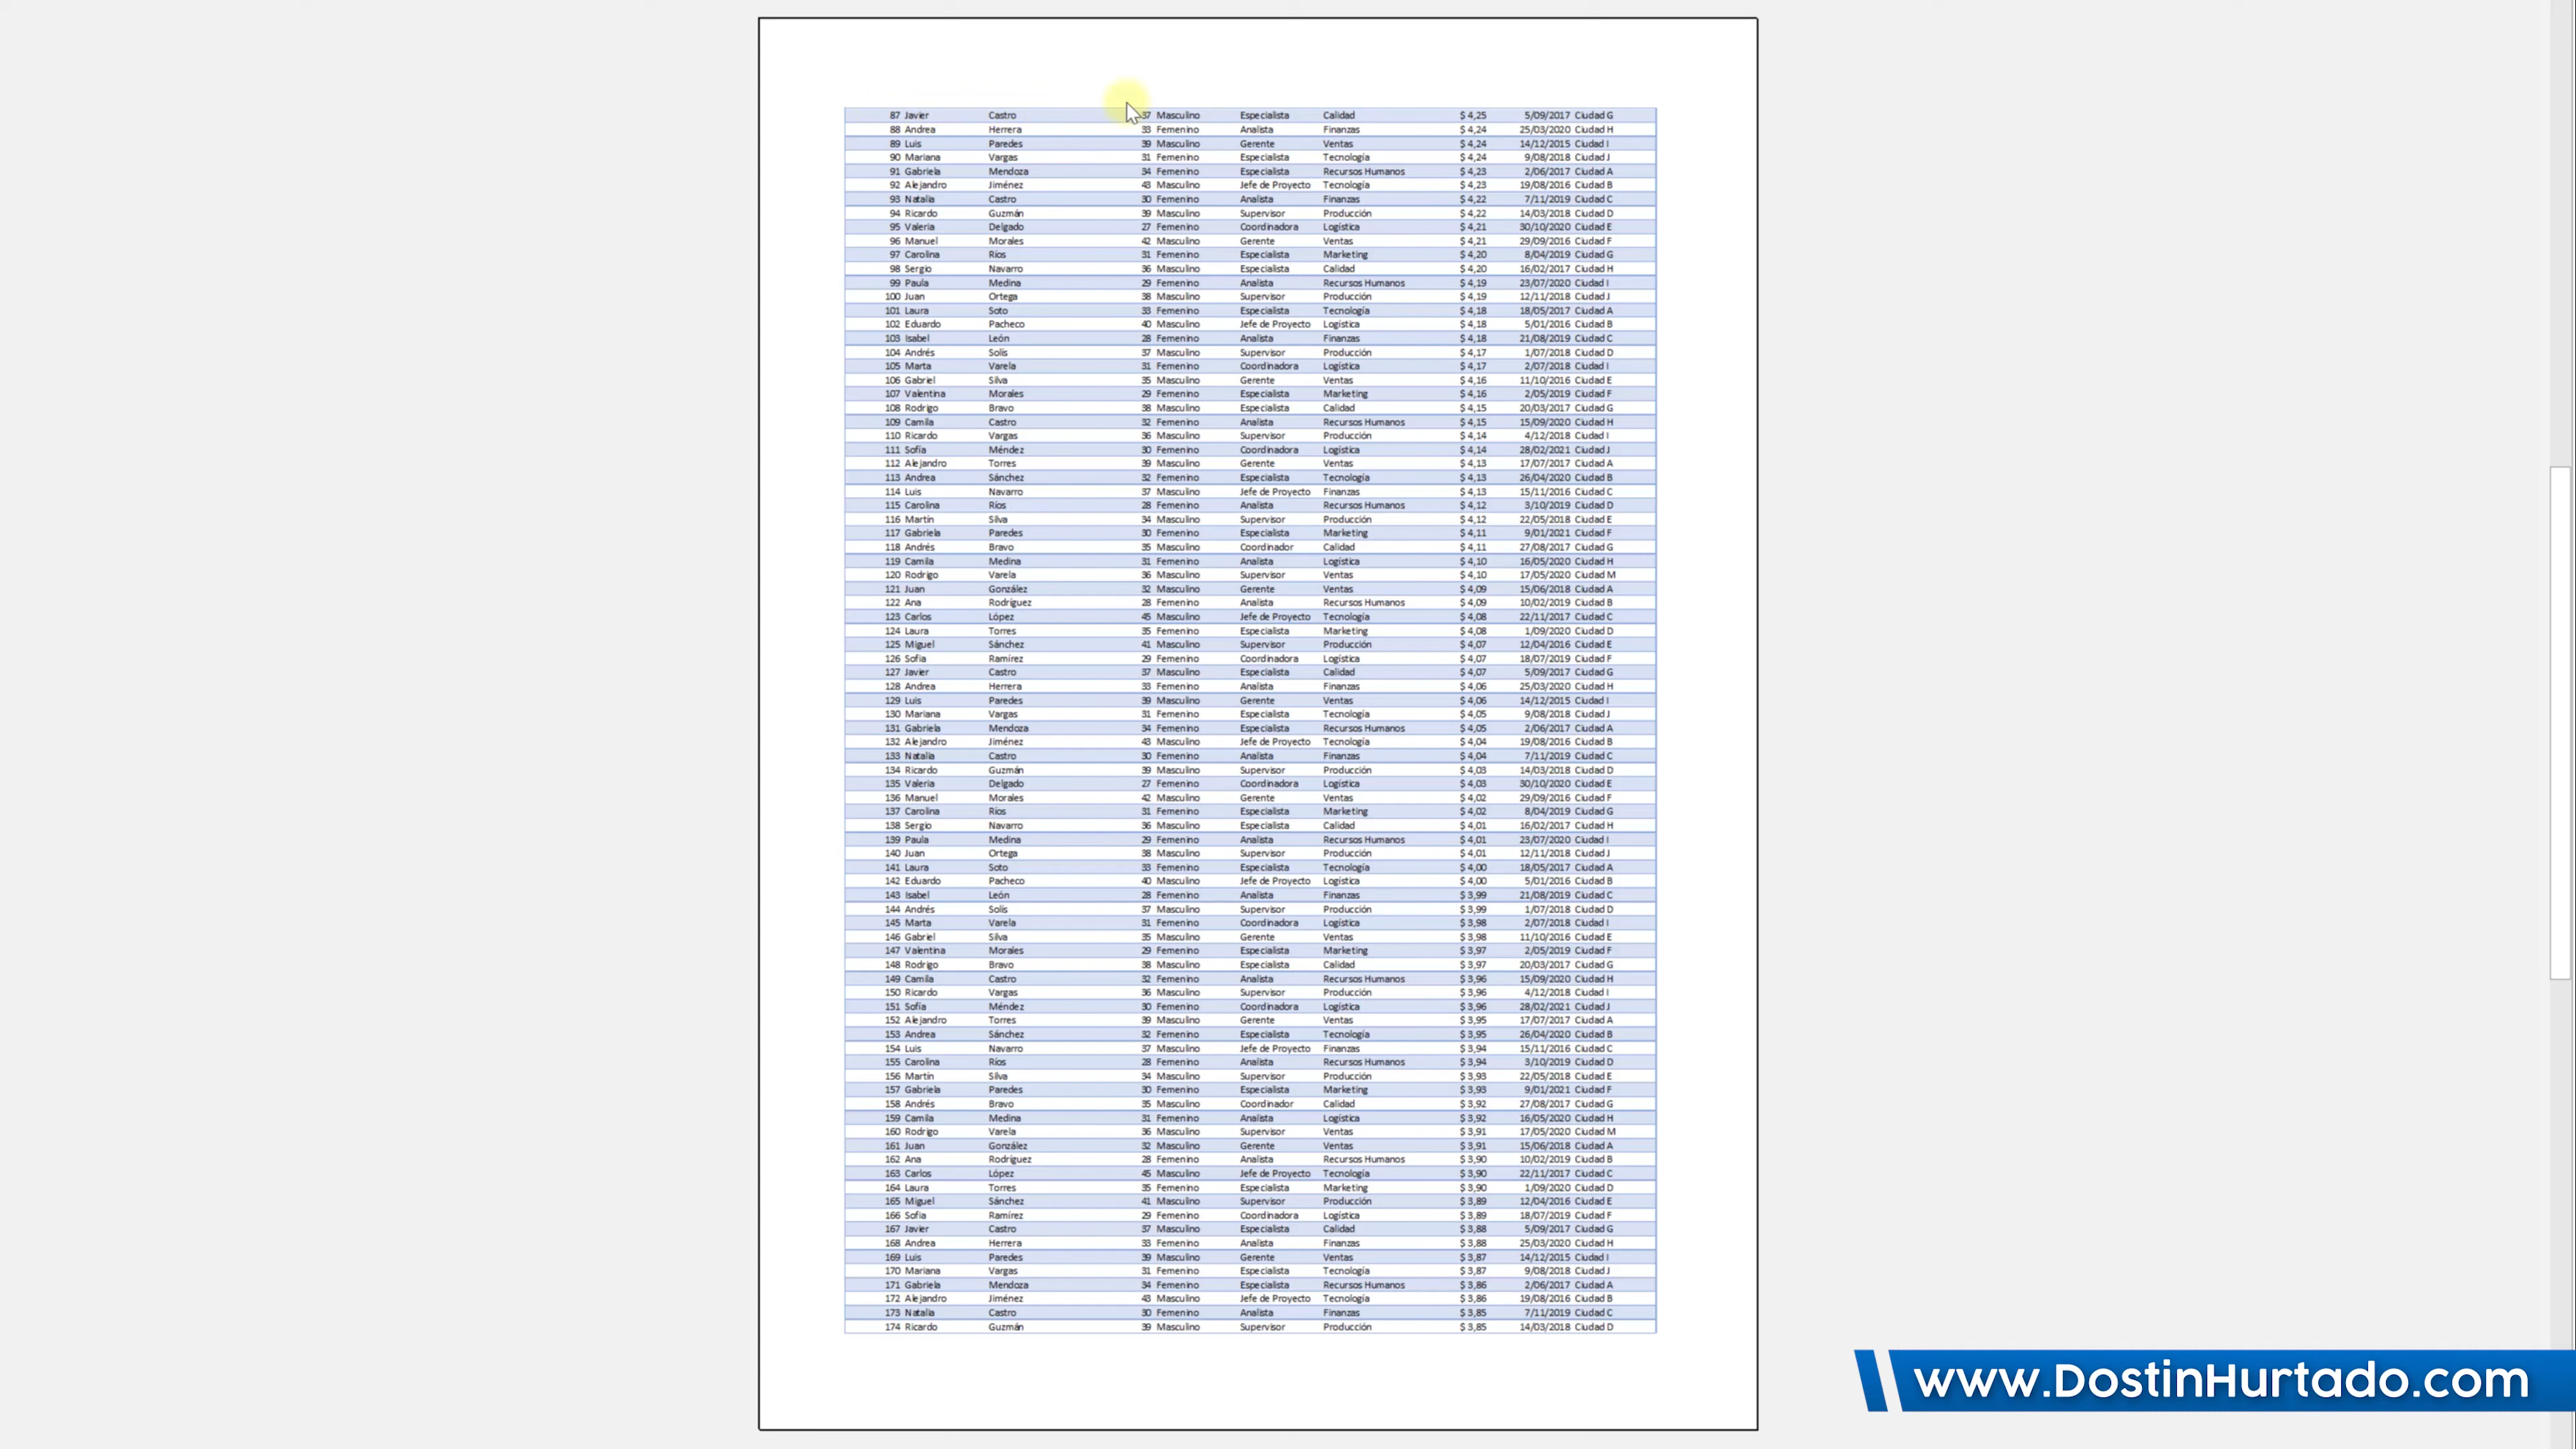 87 Javier Castro 37 Masculino Especialista Calidad $ 4,25 5/09/2017 Ciudad G
88 Andrea Herrera 33 Femenino Analista Finanzas $ 4,24 25/03/2020 Ciudad H
89 Luis Paredes 39 Masculino Gerente Ventas $ 4,24 14/12/2015 Ciudad I
90 Mariana Vargas 31 Femenino Especialista Tecnología $ 4,24 9/08/2018 Ciudad J
91 Gabriela Mendoza 34 Femenino Especialista Recursos Humanos $ 4,23 2/06/2017 Ciudad A
92 Alejandro Jiménez 43 Masculino Jefe de Proyecto Tecnología $ 4,23 19/08/2016 Ciudad B
93 Natalia Castro 30 Femenino Analista Finanzas $ 4,22 7/11/2019 Ciudad C
94 Ricardo Guzmán 39 Masculino Supervisor Producción $ 4,22 14/03/2018 Ciudad D
95 Valeria Delgado 27 Femenino Coordinadora Logística $ 4,21 30/10/2020 Ciudad E
96 Manuel Morales 42 Masculino Gerente Ventas $ 4,21 29/09/2016 Ciudad F
97 Carolina Ríos 31 Femenino Especialista Marketing $ 4,20 8/04/2019 Ciudad G
98 Sergio Navarro 36 Masculino Especialista Calidad $ 4,20 16/02/2017 Ciudad H
99 Paula Medina 29 Femenino Analista Recursos Humanos $ 4,19 23/07/2020 Ciudad I
100 Juan Ortega 38 Masculino Supervisor Producción $ 4,19 12/11/2018 Ciudad J
101 Laura Soto 33 Femenino Especialista Tecnología $ 4,18 18/05/2017 Ciudad A
102 Eduardo Pacheco 40 Masculino Jefe de Proyecto Logística $ 4,18 5/01/2016 Ciudad B
103 Isabel León 28 Femenino Analista Finanzas $ 4,18 21/08/2019 Ciudad C
104 Andrés Solís 37 Masculino Supervisor Producción $ 4,17 1/07/2018 Ciudad D
105 Marta Varela 31 Femenino Coordinadora Logística $ 4,17 2/07/2018 Ciudad I
106 Gabriel Silva 35 Masculino Gerente Ventas $ 4,16 11/10/2016 Ciudad E
107 Valentina Morales 29 Femenino Especialista Marketing $ 4,16 2/05/2019 Ciudad F
108 Rodrigo Bravo 38 Masculino Especialista Calidad $ 4,15 20/03/2017 Ciudad G
109 Camila Castro 32 Femenino Analista Recursos Humanos $ 4,15 15/09/2020 Ciudad H
110 Ricardo Vargas 36 Masculino Supervisor Producción $ 4,14 4/12/2018 Ciudad I
111 Sofía Méndez 30 Femenino Coordinadora Logística $ 4,14 28/02/2021 Ciudad J
112 Alejandro Torres 39 Masculino Gerente Ventas $ 4,13 17/07/2017 Ciudad A
113 Andrea Sánchez 32 Femenino Especialista Tecnología $ 4,13 26/04/2020 Ciudad B
114 Luis Navarro 37 Masculino Jefe de Proyecto Finanzas $ 4,13 15/11/2016 Ciudad C
115 Carolina Ríos 28 Femenino Analista Recursos Humanos $ 4,12 3/10/2019 Ciudad D
116 Martín Silva 34 Masculino Supervisor Producción $ 4,12 22/05/2018 Ciudad E
117 Gabriela Paredes 30 Femenino Especialista Marketing $ 4,11 9/01/2021 Ciudad F
118 Andrés Bravo 35 Masculino Coordinador Calidad $ 4,11 27/08/2017 Ciudad G
119 Camila Medina 31 Femenino Analista Logística $ 4,10 16/05/2020 Ciudad H
120 Rodrigo Varela 36 Masculino Supervisor Ventas $ 4,10 17/05/2020 Ciudad M
121 Juan González 32 Masculino Gerente Ventas $ 4,09 15/06/2018 Ciudad A
122 Ana Rodríguez 28 Femenino Analista Recursos Humanos $ 4,09 10/02/2019 Ciudad B
123 Carlos López 45 Masculino Jefe de Proyecto Tecnología $ 4,08 22/11/2017 Ciudad C
124 Laura Torres 35 Femenino Especialista Marketing $ 4,08 1/09/2020 Ciudad D
125 Miguel Sánchez 41 Masculino Supervisor Producción $ 4,07 12/04/2016 Ciudad E
126 Sofia Ramírez 29 Femenino Coordinadora Logística $ 4,07 18/07/2019 Ciudad F
127 Javier Castro 37 Masculino Especialista Calidad $ 4,07 5/09/2017 Ciudad G
128 Andrea Herrera 33 Femenino Analista Finanzas $ 4,06 25/03/2020 Ciudad H
129 Luis Paredes 39 Masculino Gerente Ventas $ 4,06 14/12/2015 Ciudad I
130 Mariana Vargas 31 Femenino Especialista Tecnología $ 4,05 9/08/2018 Ciudad J
131 Gabriela Mendoza 34 Femenino Especialista Recursos Humanos $ 4,05 2/06/2017 Ciudad A
132 Alejandro Jiménez 43 Masculino Jefe de Proyecto Tecnología $ 4,04 19/08/2016 Ciudad B
133 Natalia Castro 30 Femenino Analista Finanzas $ 4,04 7/11/2019 Ciudad C
134 Ricardo Guzmán 39 Masculino Supervisor Producción $ 4,03 14/03/2018 Ciudad D
135 Valeria Delgado 27 Femenino Coordinadora Logística $ 4,03 30/10/2020 Ciudad E
136 Manuel Morales 42 Masculino Gerente Ventas $ 4,02 29/09/2016 Ciudad F
137 Carolina Ríos 31 Femenino Especialista Marketing $ 4,02 8/04/2019 Ciudad G
138 Sergio Navarro 36 Masculino Especialista Calidad $ 4,01 16/02/2017 Ciudad H
139 Paula Medina 29 Femenino Analista Recursos Humanos $ 4,01 23/07/2020 Ciudad I
140 Juan Ortega 38 Masculino Supervisor Producción $ 4,01 12/11/2018 Ciudad J
141 Laura Soto 33 Femenino Especialista Tecnología $ 4,00 18/05/2017 Ciudad A
142 Eduardo Pacheco 40 Masculino Jefe de Proyecto Logística $ 4,00 5/01/2016 Ciudad B
143 Isabel León 28 Femenino Analista Finanzas $ 3,99 21/08/2019 Ciudad C
144 Andrés Solís 37 Masculino Supervisor Producción $ 3,99 1/07/2018 Ciudad D
145 Marta Varela 31 Femenino Coordinadora Logística $ 3,98 2/07/2018 Ciudad I
146 Gabriel Silva 35 Masculino Gerente Ventas $ 3,98 11/10/2016 Ciudad E
147 Valentina Morales 29 Femenino Especialista Marketing $ 3,97 2/05/2019 Ciudad F
148 Rodrigo Bravo 38 Masculino Especialista Calidad $ 3,97 20/03/2017 Ciudad G
149 Camila Castro 32 Femenino Analista Recursos Humanos $ 3,96 15/09/2020 Ciudad H
150 Ricardo Vargas 36 Masculino Supervisor Producción $ 3,96 4/12/2018 Ciudad I
151 Sofía Méndez 30 Femenino Coordinadora Logística $ 3,96 28/02/2021 Ciudad J
152 Alejandro Torres 39 Masculino Gerente Ventas $ 3,95 17/07/2017 Ciudad A
153 Andrea Sánchez 32 Femenino Especialista Tecnología $ 3,95 26/04/2020 Ciudad B
154 Luis Navarro 37 Masculino Jefe de Proyecto Finanzas $ 3,94 15/11/2016 Ciudad C
155 Carolina Ríos 28 Femenino Analista Recursos Humanos $ 3,94 3/10/2019 Ciudad D
156 Martín Silva 34 Masculino Supervisor Producción $ 3,93 22/05/2018 Ciudad E
157 Gabriela Paredes 30 Femenino Especialista Marketing $ 3,93 9/01/2021 Ciudad F
158 Andrés Bravo 35 Masculino Coordinador Calidad $ 3,92 27/08/2017 Ciudad G
159 Camila Medina 31 Femenino Analista Logística $ 3,92 16/05/2020 Ciudad H
160 Rodrigo Varela 36 Masculino Supervisor Ventas $ 3,91 17/05/2020 Ciudad M
161 Juan González 32 Masculino Gerente Ventas $ 3,91 15/06/2018 Ciudad A
162 Ana Rodríguez 28 Femenino Analista Recursos Humanos $ 3,90 10/02/2019 Ciudad B
163 Carlos López 45 Masculino Jefe de Proyecto Tecnología $ 3,90 22/11/2017 Ciudad C
164 Laura Torres 35 Femenino Especialista Marketing $ 3,90 1/09/2020 Ciudad D
165 Miguel Sánchez 41 Masculino Supervisor Producción $ 3,89 12/04/2016 Ciudad E
166 Sofia Ramírez 29 Femenino Coordinadora Logística $ 3,89 18/07/2019 Ciudad F
167 Javier Castro 37 Masculino Especialista Calidad $ 3,88 5/09/2017 Ciudad G
168 Andrea Herrera 33 Femenino Analista Finanzas $ 3,88 25/03/2020 Ciudad H
169 Luis Paredes 39 Masculino Gerente Ventas $ 3,87 14/12/2015 Ciudad I
170 Mariana Vargas 31 Femenino Especialista Tecnología $ 3,87 9/08/2018 Ciudad J
171 Gabriela Mendoza 34 Femenino Especialista Recursos Humanos $ 3,86 2/06/2017 Ciudad A
172 Alejandro Jiménez 43 Masculino Jefe de Proyecto Tecnología $ 3,86 19/08/2016 Ciudad B
173 Natalia Castro 30 Femenino Analista Finanzas $ 3,85 7/11/2019 Ciudad C
174 Ricardo Guzmán 39 Masculino Supervisor Producción $ 3,85 14/03/2018 Ciudad D
www.DostinHurtado.com